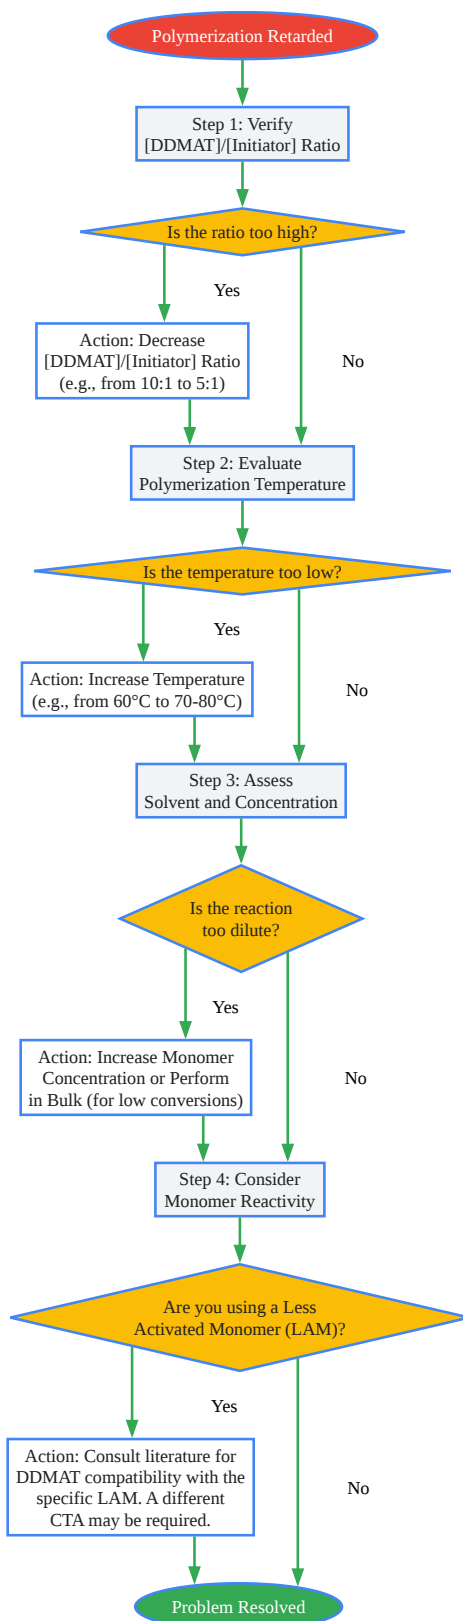 Polymerization Retarded
Step 1: Verify
[DDMAT]/[Initiator] Ratio
Is the ratio too high?
Yes
Action: Decrease
[DDMAT]/[Initiator] Ratio
(e.g., from 10:1 to 5:1)
No
Step 2: Evaluate
Polymerization Temperature
Is the temperature too low?
Yes
Action: Increase Temperature
(e.g., from 60°C to 70-80°C)
No
Step 3: Assess
Solvent and Concentration
Is the reaction
too dilute?
Yes
Action: Increase Monomer
Concentration or Perform
in Bulk (for low conversions)
No
Step 4: Consider
Monomer Reactivity
Are you using a Less
Activated Monomer (LAM)?
Yes
Action: Consult literature for
DDMAT compatibility with the
specific LAM. A different
CTA may be required.
No
Problem Resolved